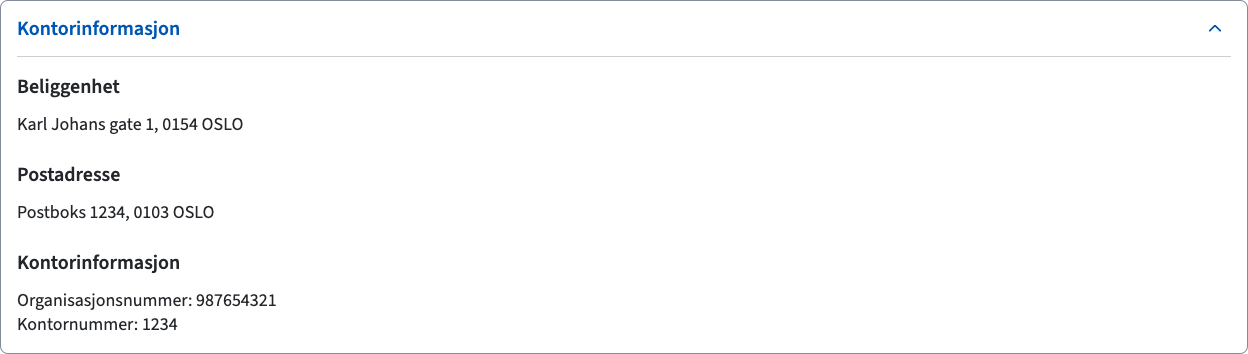 Kontorinformasjon
Beliggenhet
Karl Johans gate 1, 0154 OSLO
Postadresse
Postboks 1234, 0103 OSLO
Kontorinformasjon
Organisasjonsnummer: 987654321
Kontornummer: 1234